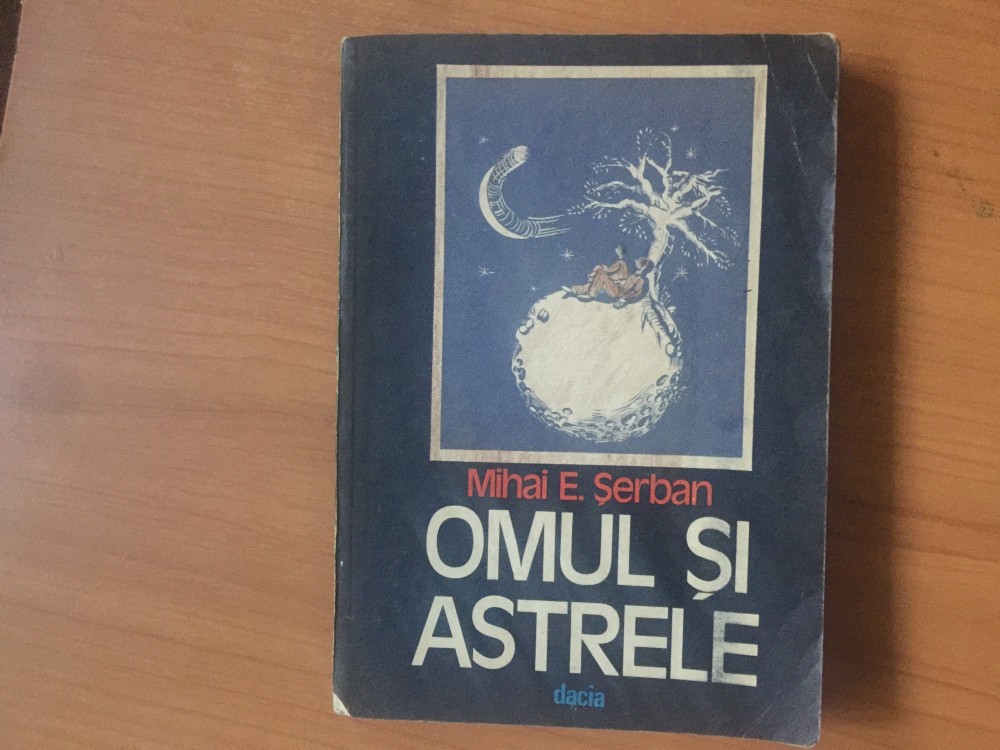 Mihai E. Şerban
OMUL ŞI
ASTRELE
dacia